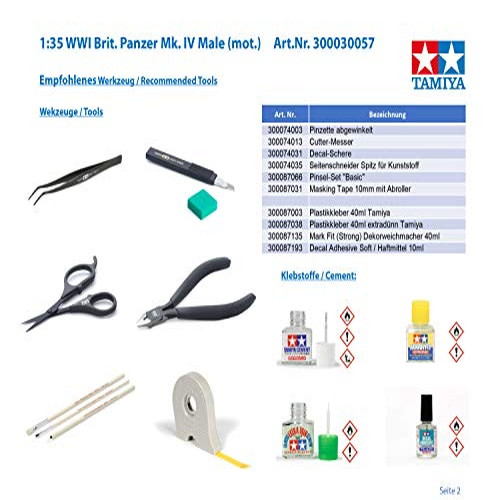 1:35 WWI Brit. Panzer Mk. IV Male (mot.) Art.Nr. 300030057
TAMIYA
Empfohlenes Werkzeug / Recommended Tools
Wekzeuge / Tools
Art. Nr. Bezeichnung
300074003 Pinzette abgewinkelt
300074013 Cutter-Messer
300074031 Decal-Schere
300074035 Seitenschneider Spitz für Kunststoff
300087066 Pinsel-Set "Basic"
300087031 Masking Tape 10mm mit Abroller
300087003 Plastikkleber 40ml Tamiya
300087038 Plastikkleber 40ml extradünn Tamiya
300087135 Mark Fit (Strong) Dekorweichmacher 40ml
300087193 Decal Adhesive Soft / Haftmittel 10ml
Klebstoffe / Cement:
TAMIYA CEMENT
Seite 2